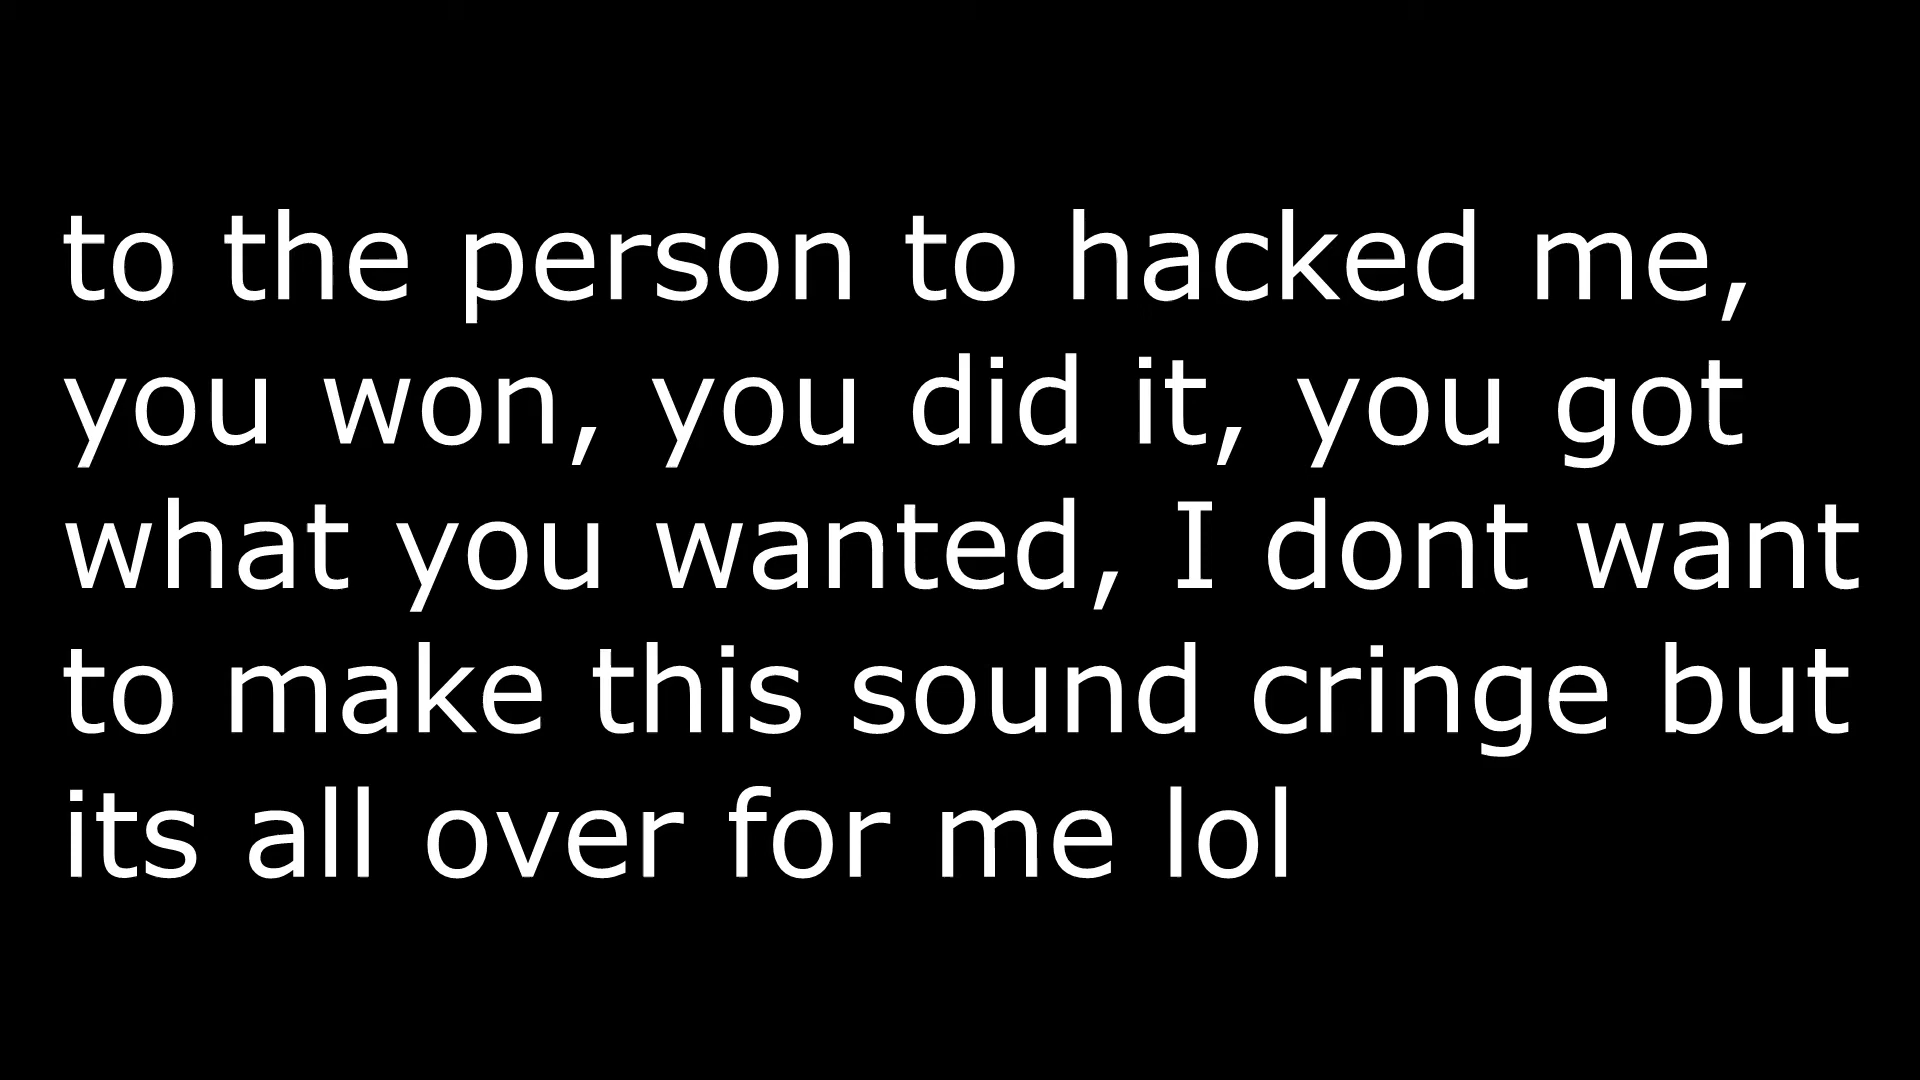 to the person to hacked me,
you won, you did it, you got
what you wanted, I dont want
to make this sound cringe but
its all over for me lol